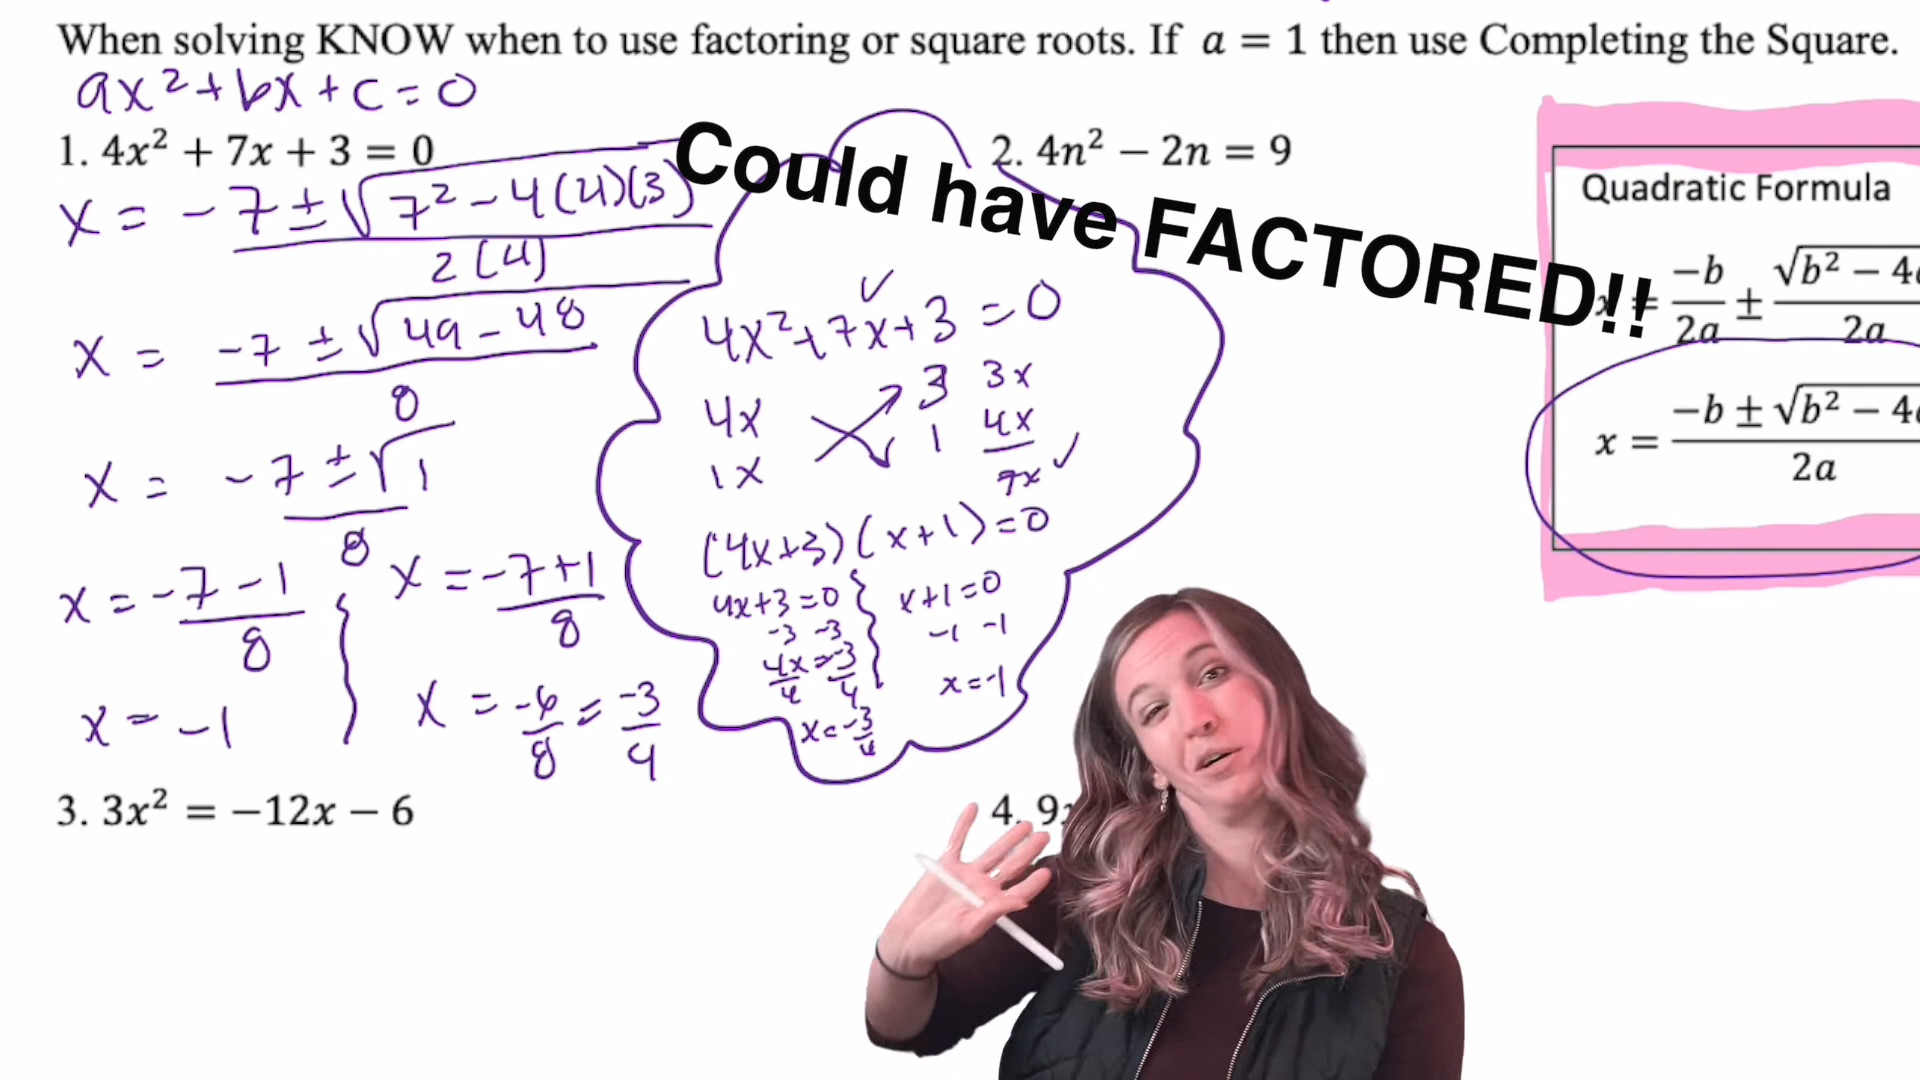 When solving KNOW when to use factoring or square roots. If a = 1 then use Completing the Square.
ax² + bx + c = 0
1. 4x² + 7x + 3 = 0
x = -7 ± √7² - 4(4)(3)
2(4)
x = -7 ± √49 - 48
8
x = -7 ± √1
8
x = -7 - 1
8
x = -1
x = -7 + 1
8
x = -6/8 = -3/4
Could have FACTORED!!
4x² + 7x + 3 = 0
4x 3 3x
1x 1 4x
7x
(4x+3)(x+1) = 0
4x+3=0
-3 -3
4x = -3
4 4
x = -3/4
x+1=0
-1 -1
x = -1
2. 4n² − 2n = 9
3. 3x² = −12x − 6
4. 9
Quadratic Formula
−b/2a ± √b² − 4
2a
x = −b ± √b² − 4
2a